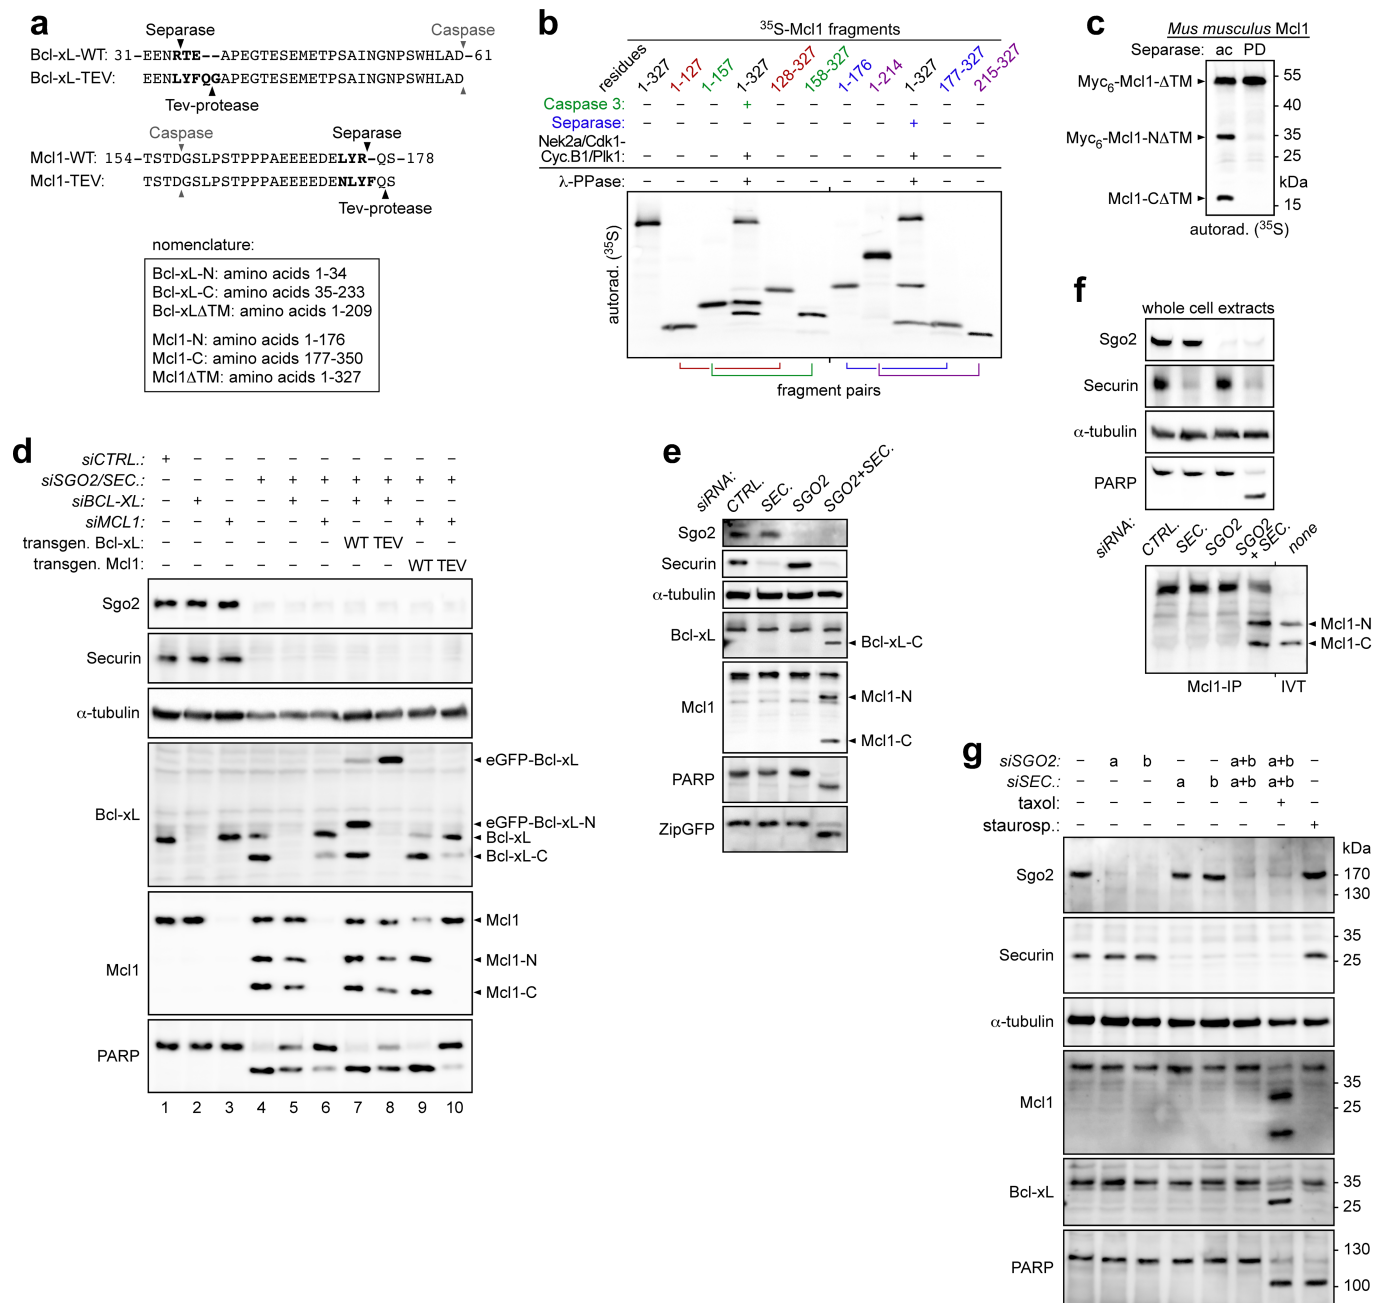 a
Separase
Caspase
Bcl-xL-WT: 31-EENRTE--APEGTESEMETPSAINGNPSWHLAD-61
Bcl-xL-TEV: EENLYFQGAPEGTESEMETPSAINGNPSWHLAD
Tev-protease
Caspase
Separase
Mcl1-WT: 154-TSTDGSLPSTPPPAEEEEDELYR-QS-178
Mcl1-TEV: TSTDGSLPSTPPPAEEEEDENLYFQS
Tev-protease
nomenclature:
Bcl-xL-N: amino acids 1-34
Bcl-xL-C: amino acids 35-233
Bcl-xLΔTM: amino acids 1-209
Mcl1-N: amino acids 1-176
Mcl1-C: amino acids 177-350
Mcl1ΔTM: amino acids 1-327
b
³⁵S-Mcl1 fragments
residues 1-327 1-127 1-157 1-327 128-327 158-327 1-176 1-214 1-327 177-327 215-327
Caspase 3: – – – + – – – – – – –
Separase: – – – – – – – – + – –
Nek2a/Cdk1-
Cyc.B1/Plk1: – – – + – – – – + – –
λ-PPase: – – – + – – – – + – –
autorad. (³⁵S)
fragment pairs
c
Mus musculus Mcl1
Separase: ac PD
Myc₆-Mcl1-ΔTM
Myc₆-Mcl1-NΔTM
Mcl1-CΔTM
55
40
35
25
kDa
15
autorad. (³⁵S)
d
siCTRL.: + – – – – – – – – –
siSGO2/SEC.: – – – + + + + + + +
siBCL-XL: – + – – + – + + – –
siMCL1: – – + – – + – – + +
transgen. Bcl-xL: – – – – – – WT TEV – –
transgen. Mcl1: – – – – – – – – WT TEV
Sgo2
Securin
α-tubulin
Bcl-xL
eGFP-Bcl-xL
eGFP-Bcl-xL-N
Bcl-xL
Bcl-xL-C
Mcl1
Mcl1
Mcl1-N
Mcl1-C
PARP
1 2 3 4 5 6 7 8 9 10
e
siRNA: CTRL. SEC. SGO2 SGO2+SEC.
Sgo2
Securin
α-tubulin
Bcl-xL
Bcl-xL-C
Mcl1
Mcl1-N
Mcl1-C
PARP
ZipGFP
f
whole cell extracts
Sgo2
Securin
α-tubulin
PARP
siRNA: CTRL. SEC. SGO2 SGO2 + SEC. none
Mcl1-N
Mcl1-C
Mcl1-IP IVT
g
siSGO2: – a b – – a+b a+b –
siSEC.: – – – a b a+b a+b –
taxol: – – – – – – + –
staurosp.: – – – – – – – +
kDa
Sgo2
170
130
Securin
35
25
α-tubulin
Mcl1
35
25
Bcl-xL
35
25
PARP
130
100